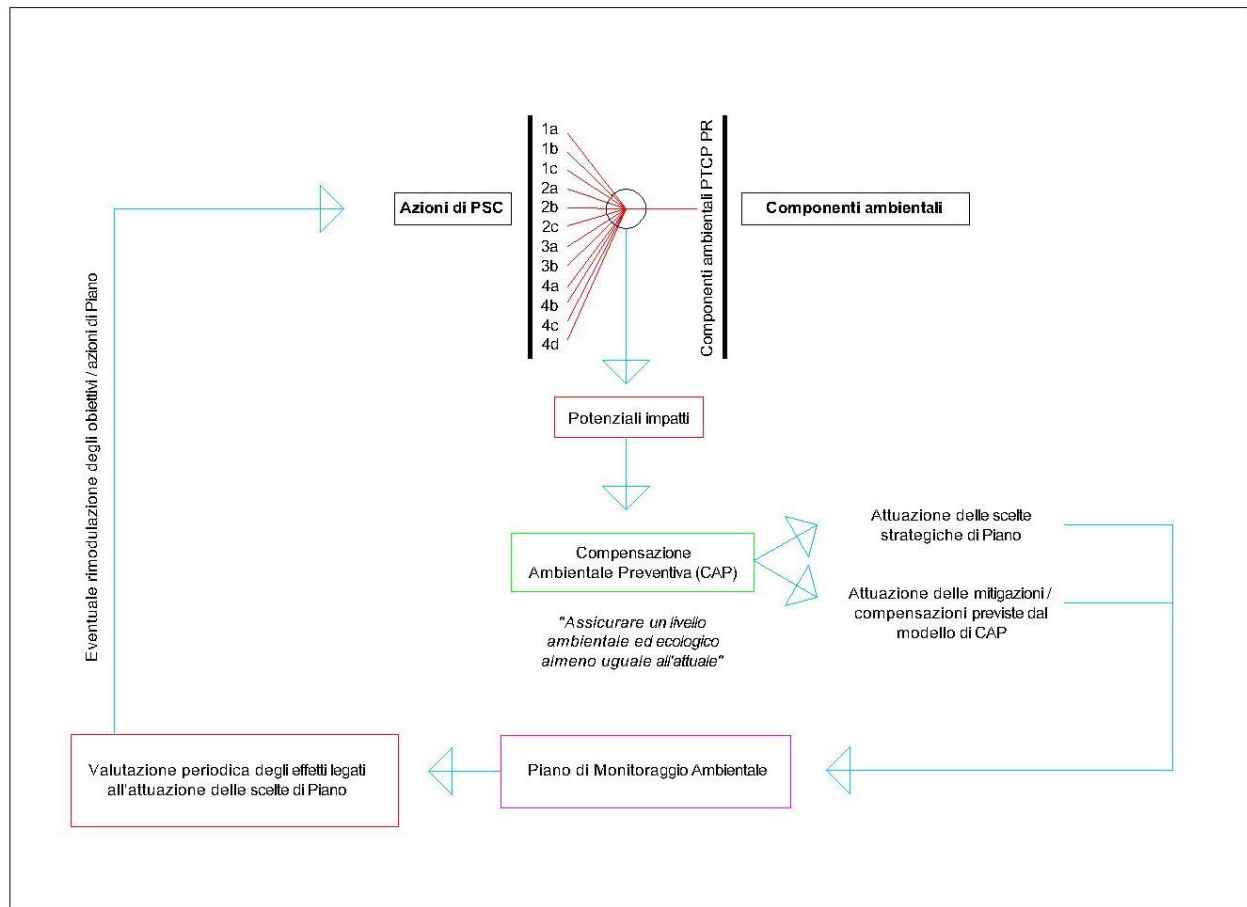 Azioni di PSC
1a
1b
1c
2a
2b
2c
3a
3b
4a
4b
4c
4d
Componenti ambientali PTCP PR
Componenti ambientali
Potenziali impatti
Compensazione
Ambientale Preventiva (CAP)
"Assicurare un livello
ambientale ed ecologico
almeno uguale all'attuale"
Attuazione delle scelte
strategiche di Piano
Attuazione delle mitigazioni /
compensazioni previste dal
modello di CAP
Piano di Monitoraggio Ambientale
Valutazione periodica degli effetti legati
all'attuazione delle scelte di Piano
Eventuale rimodulazione degli obiettivi / azioni di Piano